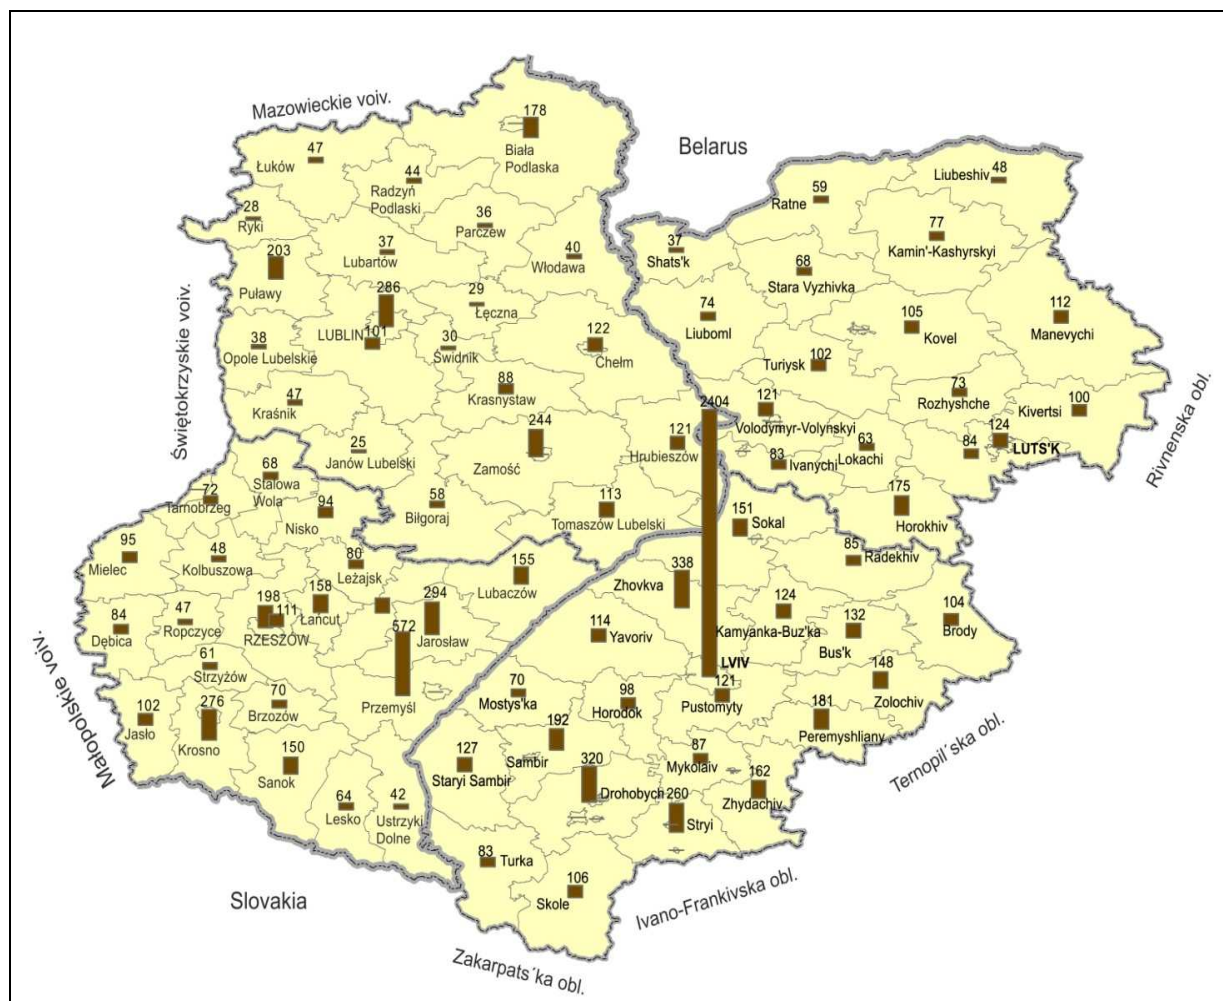 Mazowieckie voiv.
178
Biała
Podlaska
Belarus
47
Łuków
44
Radzyń
Podlaski
48
Liubeshiv
59
Ratne
28
Ryki
36
Parczew
77
Kamin'-Kashyrskyi
37
Lubartów
40
Włodawa
37
Shats'k
68
Stara Vyzhivka
203
Puławy
286
29
Łęczna
74
Liuboml
105
Kovel
112
Manevychi
Świętokrzyskie voiv.
38
Opole Lubelskie
LUBLIN
101
30
Świdnik
122
Chełm
Turiysk
102
88
Krasnystaw
73
Rozhyshche
Kivertsi
100
47
Kraśnik
2404
121
Volodymyr-Volynskyi
Rivnenska obl.
25
Janów Lubelski
244
Zamość
121
Hrubieszów
63
Lokachi
84
124
LUTS'K
83
Ivanychi
68
Stalowa
Wola
72
Tarnobrzeg
94
Nisko
58
Biłgoraj
113
Tomaszów Lubelski
151
Sokal
175
Horokhiv
95
Mielec
48
Kolbuszowa
80
Leżajsk
155
Lubaczów
338
Zhovkva
85
Radekhiv
84
Dębica
47
Ropczyce
198
111
RZESZÓW
158
Łańcut
294
Jarosław
114
Yavoriv
124
Kamyanka-Buz'ka
132
Bus'k
104
Brody
572
Przemyśl
61
Strzyżów
LVIV
121
Pustomyty
148
Zolochiv
Małopolskie voiv.
102
Jasło
276
Krosno
70
Brzozów
70
Mostys'ka
98
Horodok
181
Peremyshliany
150
Sanok
127
Staryi Sambir
192
Sambir
320
Drohobych
87
Mykolaiv
162
Zhydachiv
Ternopil´ska obl.
64
Lesko
42
Ustrzyki
Dolne
260
Stryi
83
Turka
106
Skole
Slovakia
Ivano-Frankivska obl.
Zakarpats´ka obl.